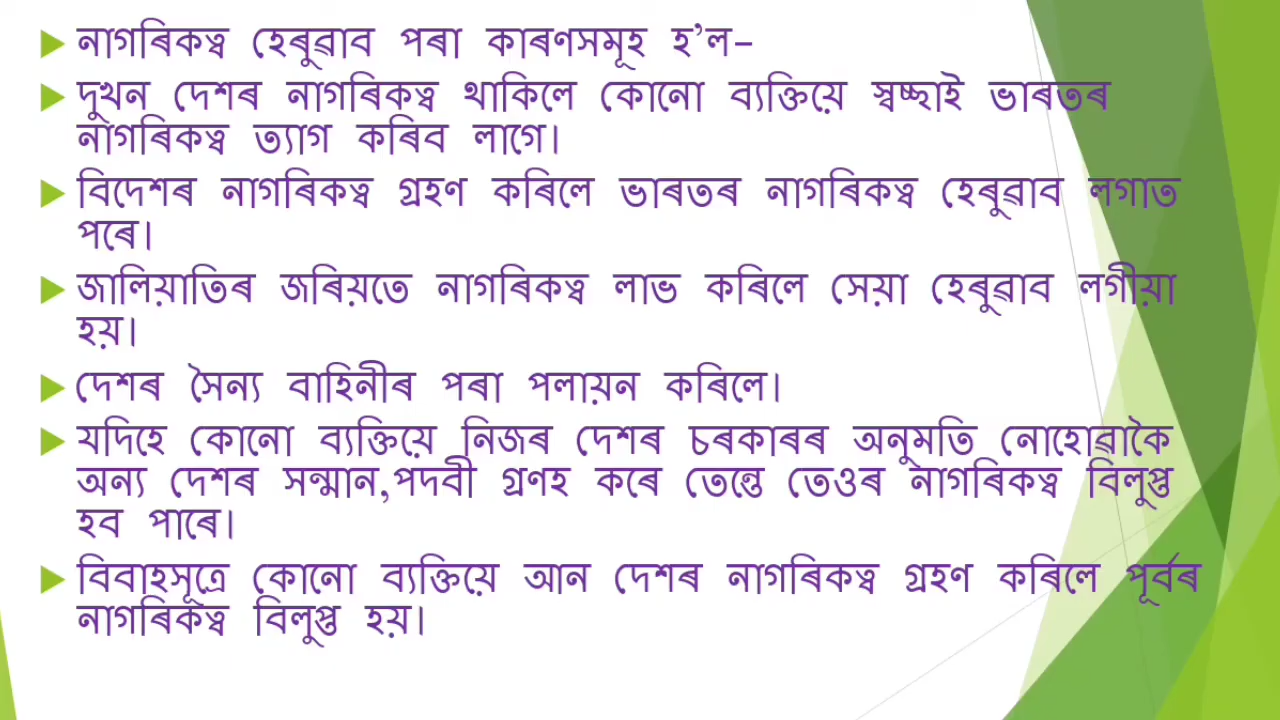 নাগৰিকত্ব হেৰুৱাব পৰা কাৰণসমূহ হ’ল–
দুখন দেশৰ নাগৰিকত্ব থাকিলে কোনো ব্যক্তিয়ে স্বচ্ছাই ভাৰতৰ
নাগৰিকত্ব ত্যাগ কৰিব লাগে।
বিদেশৰ নাগৰিকত্ব গ্ৰহণ কৰিলে ভাৰতৰ নাগৰিকত্ব হেৰুৱাব লগাত
পৰে।
জালিয়াতিৰ জৰিয়তে নাগৰিকত্ব লাভ কৰিলে সেয়া হেৰুৱাব লগীয়া
হয়।
দেশৰ সৈন্য বাহিনীৰ পৰা পলায়ন কৰিলে।
যদিহে কোনো ব্যক্তিয়ে নিজৰ দেশৰ চৰকাৰৰ অনুমতি নোহোৱাকৈ
অন্য দেশৰ সন্মান,পদবী গ্ৰণহ কৰে তেন্তে তেওৰ নাগৰিকত্ব বিলুপ্ত
হব পাৰে।
বিবাহসূত্ৰে কোনো ব্যক্তিয়ে আন দেশৰ নাগৰিকত্ব গ্ৰহণ কৰিলে পূৰ্বৰ
নাগৰিকত্ব বিলুপ্ত হয়।